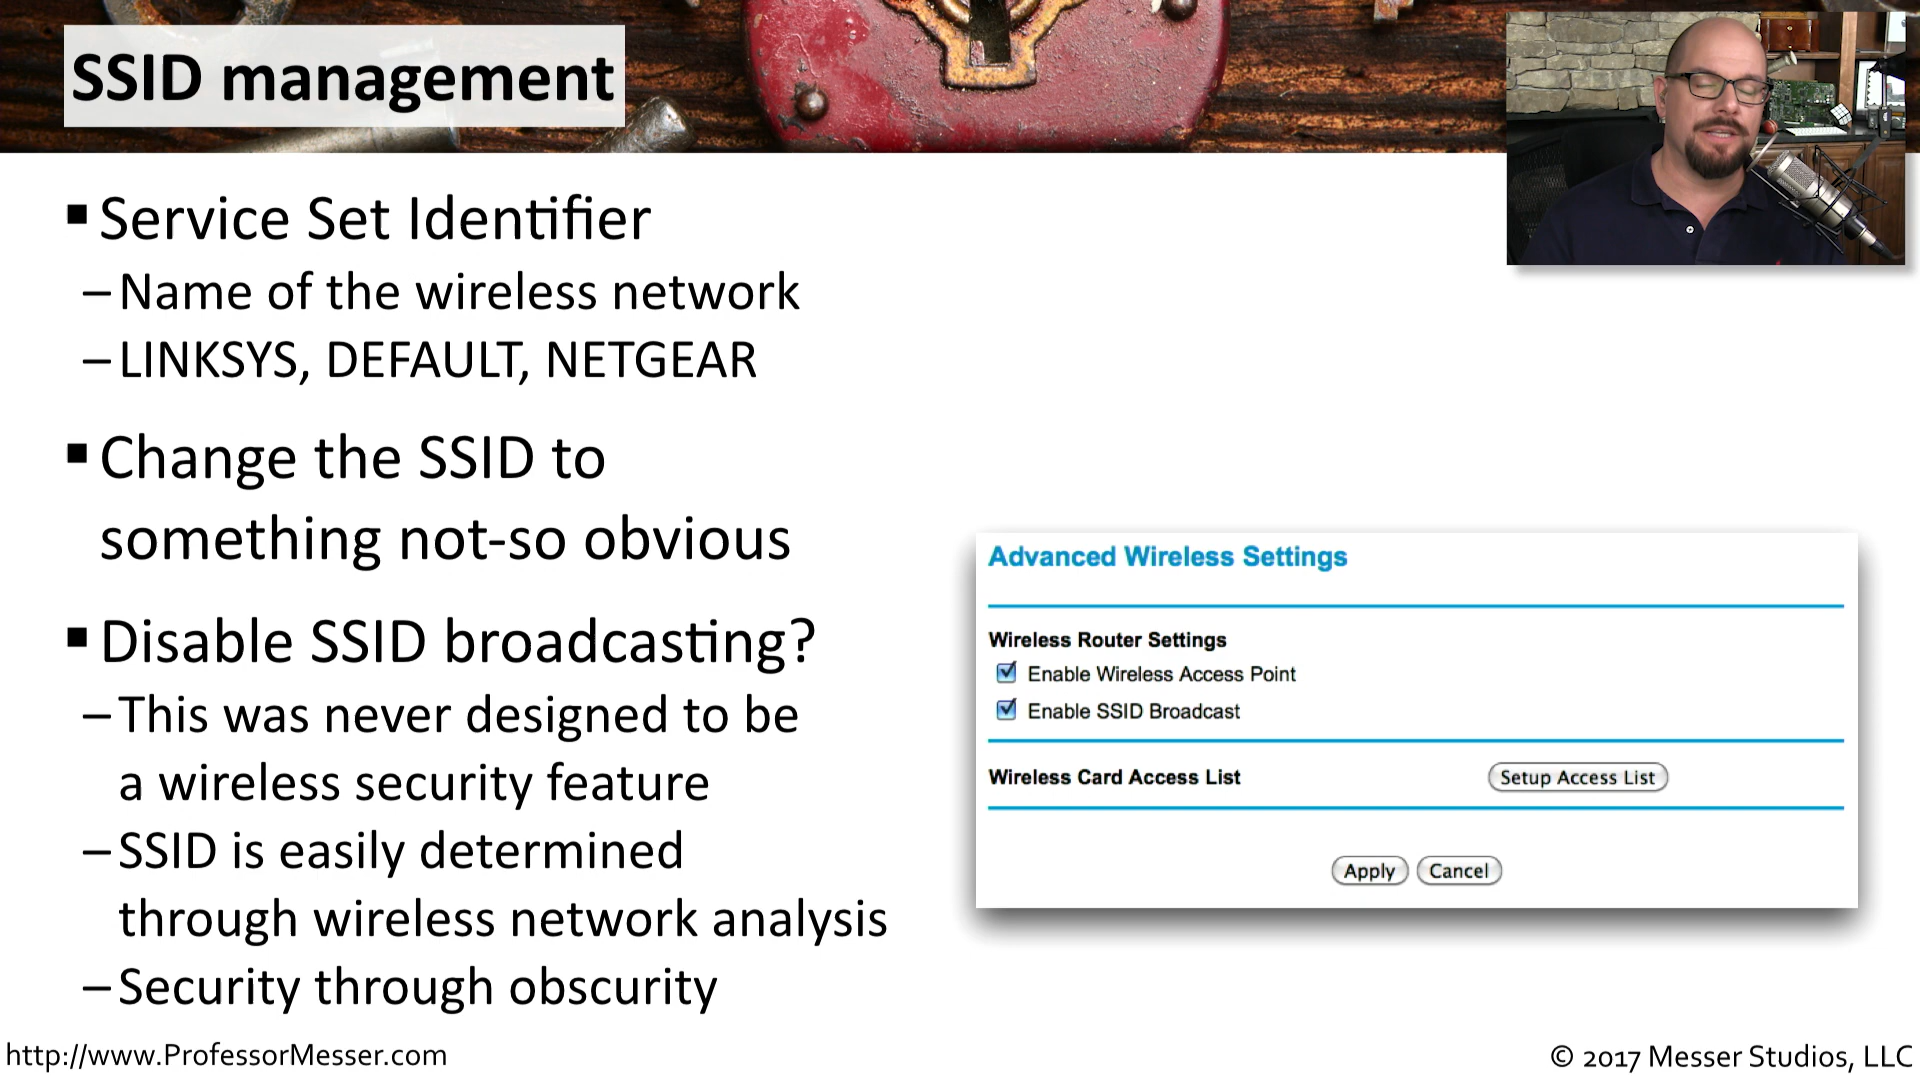 SSID management
▪ Service Set Identifier
– Name of the wireless network
– LINKSYS, DEFAULT, NETGEAR
▪ Change the SSID to
something not-so obvious
▪ Disable SSID broadcasting?
– This was never designed to be
a wireless security feature
– SSID is easily determined
through wireless network analysis
– Security through obscurity
Advanced Wireless Settings
Wireless Router Settings
Enable Wireless Access Point
Enable SSID Broadcast
Wireless Card Access List
Setup Access List
Apply Cancel
http://www.ProfessorMesser.com
© 2017 Messer Studios, LLC